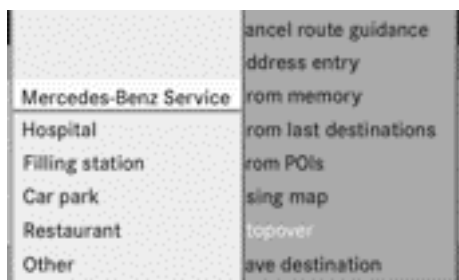 ancel route guidance
ddress entry
Mercedes-Benz Service
rom memory
Hospital
rom last destinations
Filling station
rom POIs
Car park
sing map
Restaurant
topover
Other
ave destination